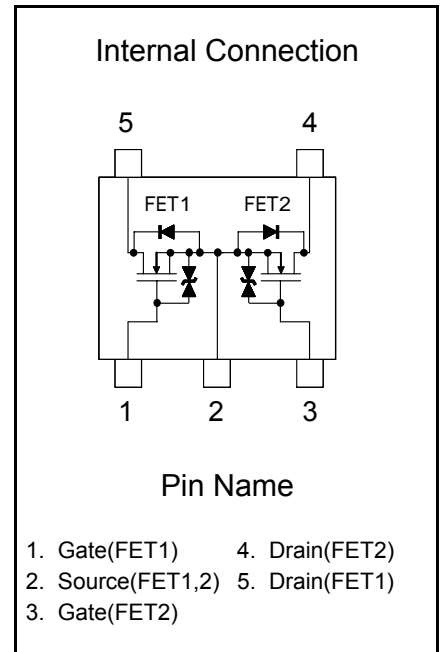 Internal Connection
5 4
FET1 FET2
1 2 3
Pin Name
1. Gate(FET1) 4. Drain(FET2)
2. Source(FET1,2) 5. Drain(FET1)
3. Gate(FET2)